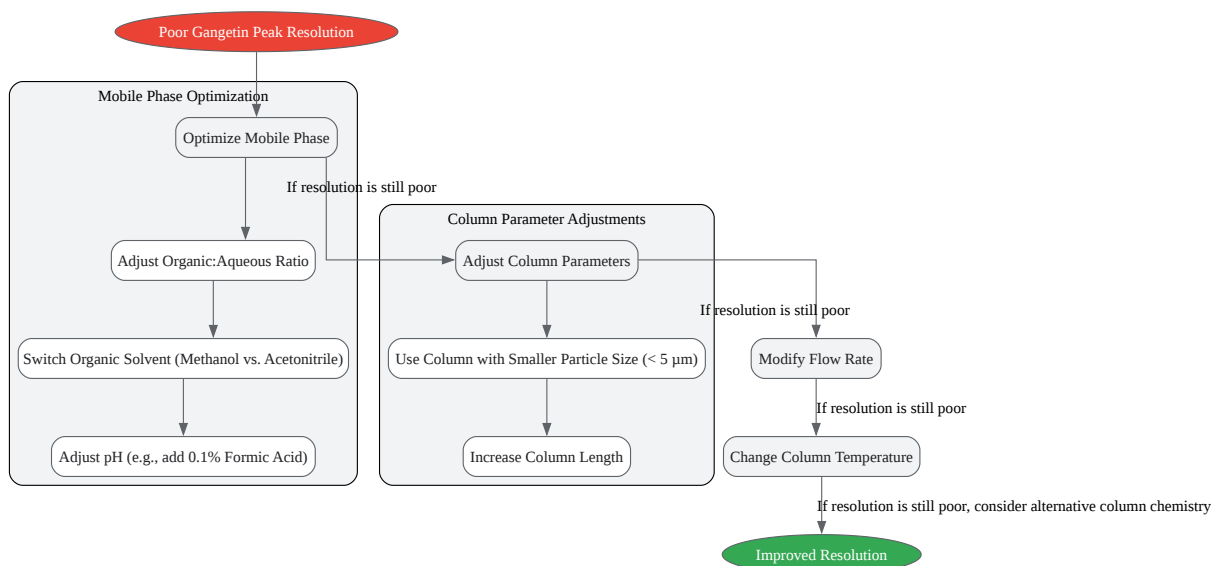 Poor Gangetin Peak Resolution
Mobile Phase Optimization
Optimize Mobile Phase
If resolution is still poor
Column Parameter Adjustments
Adjust Organic:Aqueous Ratio
Adjust Column Parameters
If resolution is still poor
Switch Organic Solvent (Methanol vs. Acetonitrile)
Use Column with Smaller Particle Size (< 5 µm)
Modify Flow Rate
If resolution is still poor
Adjust pH (e.g., add 0.1% Formic Acid)
Increase Column Length
Change Column Temperature
If resolution is still poor, consider alternative column chemistry
Improved Resolution